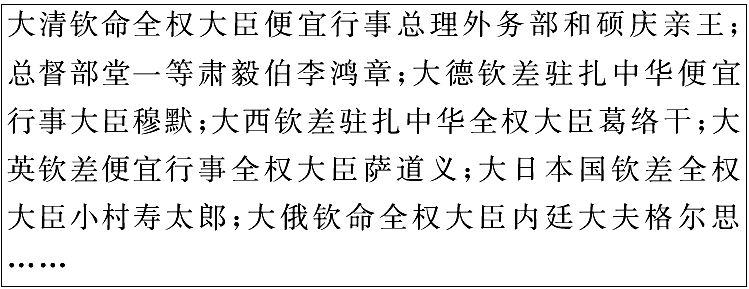 大清钦命全权大臣便宜行事总理外务部和硕庆亲王;
总督部堂一等肃毅伯李鸿章;大德钦差驻扎中华便宜
行事大臣穆默;大西钦差驻扎中华全权大臣葛络干;大
英钦差便宜行事全权大臣萨道义;大日本国钦差全权
大臣小村寿太郎;大俄钦命全权大臣内廷大夫格尔思
……